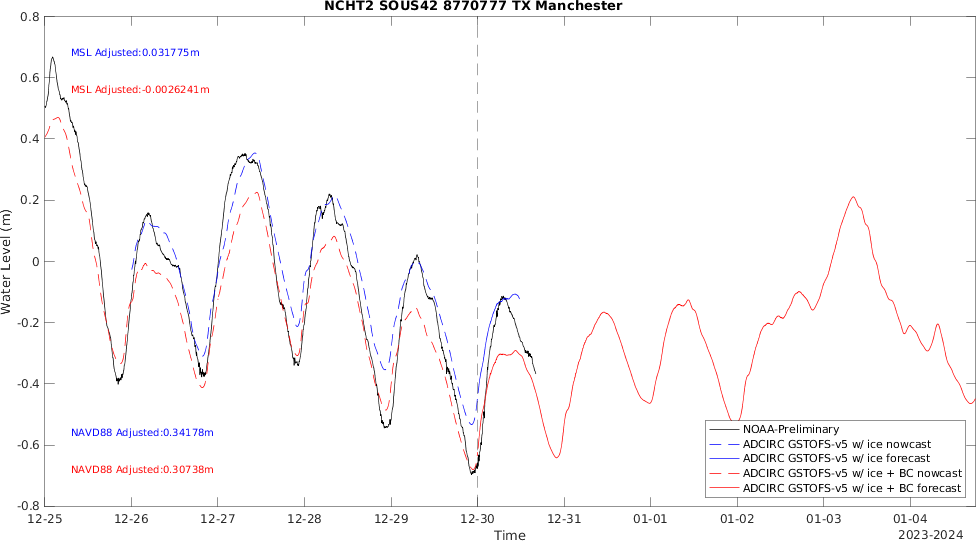 NCHT2 SOUS42 8770777 TX Manchester
0.8
0.6
0.4
0.2
0
-0.2
-0.4
-0.6
-0.8
Water Level (m)
MSL Adjusted:0.031775m
MSL Adjusted:-0.0026241m
NAVD88 Adjusted:0.34178m
NAVD88 Adjusted:0.30738m
NOAA-Preliminary
ADCIRC GSTOFS-v5 w/ ice nowcast
ADCIRC GSTOFS-v5 w/ ice forecast
ADCIRC GSTOFS-v5 w/ ice + BC nowcast
ADCIRC GSTOFS-v5 w/ ice + BC forecast
12-25 12-26 12-27 12-28 12-29 12-30 12-31 01-01 01-02 01-03 01-04
Time
2023-2024